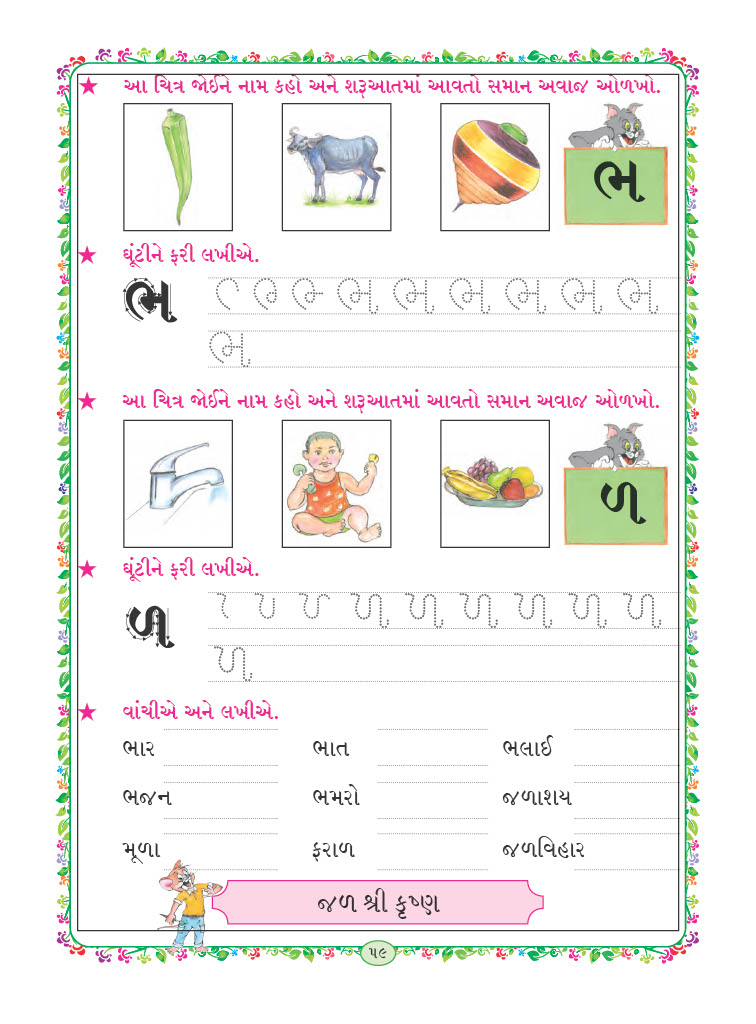 આ ચિત્ર જોઈને નામ કહો અને શરૂઆતમાં આવતો સમાન અવાજ ઓળખો.
ભ
ઘૂંટીને ફરી લખીએ.
ભ ભ ભ ભ ભ ભ ભ
ભ
આ ચિત્ર જોઈને નામ કહો અને શરૂઆતમાં આવતો સમાન અવાજ ઓળખો.
ળ
ઘૂંટીને ફરી લખીએ.
ળ ળ ળ ળ ળ ળ ળ
ળ
વાંચીએ અને લખીએ.
ભાર ભાત ભલાઈ
ભજન ભમરો જળાશય
મૂળા ફરાળ જળવિહાર
જળ શ્રી કૃષ્ણ
૫૯